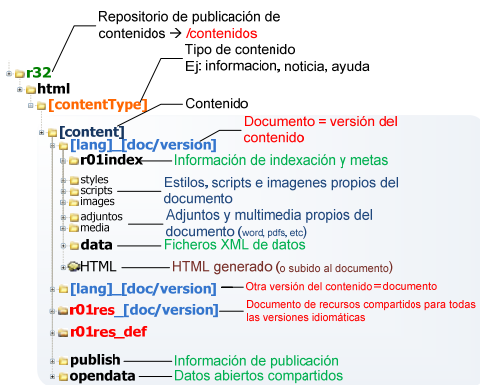 Repositorio de publicación de
contenidos → /contenidos
r32
Tipo de contenido
Ej: informacion, noticia, ayuda
html
[contentType]
Contenido
[content]
Documento = versión del
contenido
[lang]_[doc/version]
r01index
Información de indexación y metas
styles
scripts
images
Estilos, scripts e imagenes propios del
documento
adjuntos
media
Adjuntos y multimedia propios del
documento (word, pdfs, etc)
data
Ficheros XML de datos
HTML
HTML generado (o subido al documento)
[lang]_[doc/version]
Otra versión del contenido=documento
r01res_[doc/version]
Documento de recursos compartidos para todas
las versiones idiomáticas
r01res_def
publish
Información de publicación
opendata
Datos abiertos compartidos